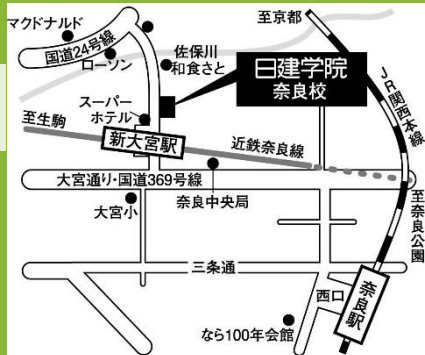 マクドナルド
国道24号線
ローソン
佐保川
和食さと
至京都
日建学院
奈良校
JR関西本線
スーパー
ホテル
至生駒
新大宮駅
近鉄奈良線
大宮通り・国道369号線
大宮小
奈良中央局
至奈良公園
三条通
西口
奈良駅
なら100年会館